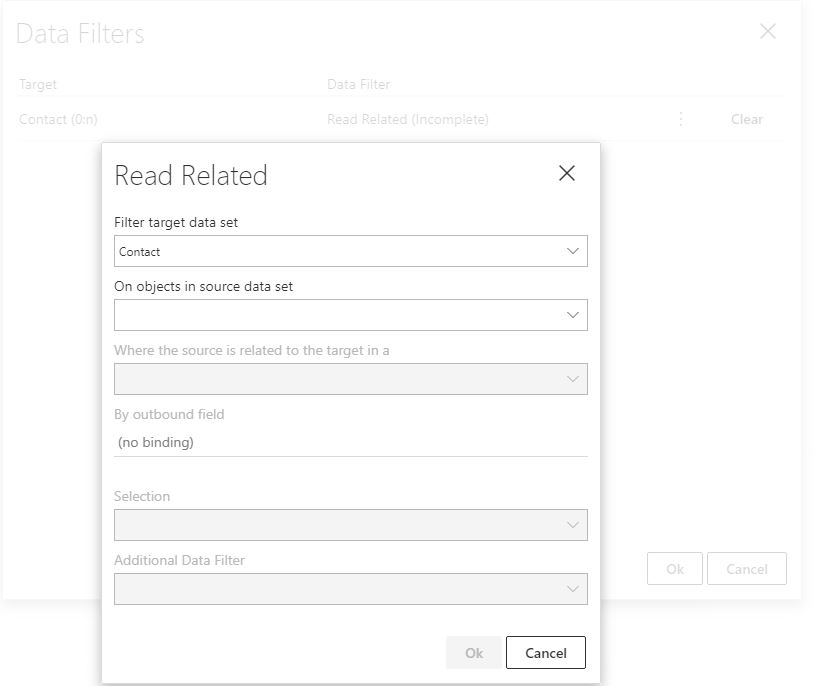 Data Filters
Target Data Filter
Contact (0:n) Read Related (Incomplete) Clear
Read Related
Filter target data set
Contact
On objects in source data set
Where the source is related to the target in a
By outbound field
(no binding)
Selection
Additional Data Filter
Ok Cancel
Ok Cancel